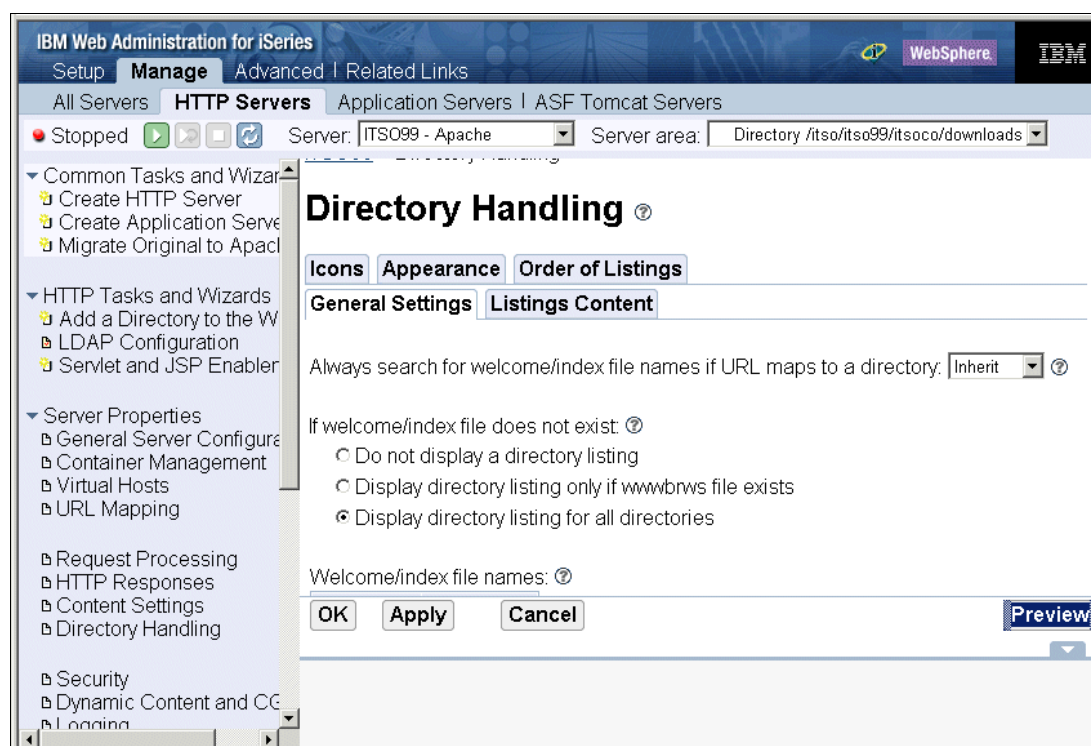 IBM Web Administration for iSeries
WebSphere. IBM
Setup Manage Advanced | Related Links
All Servers HTTP Servers Application Servers | ASF Tomcat Servers
Stopped Server: ITSO99 - Apache Server area: Directory /itso/itso99/itsoco/downloads
Common Tasks and Wizar
Create HTTP Server
Create Application Serve
Migrate Original to Apacl
HTTP Tasks and Wizards
Add a Directory to the W
LDAP Configuration
Servlet and JSP Enabler
Server Properties
General Server Configura
Container Management
Virtual Hosts
URL Mapping
Request Processing
HTTP Responses
Content Settings
Directory Handling
Security
Dynamic Content and CG
Logging
Directory Handling
Icons Appearance Order of Listings
General Settings Listings Content
Always search for welcome/index file names if URL maps to a directory: Inherit
If welcome/index file does not exist:
Do not display a directory listing
Display directory listing only if wwwbrws file exists
Display directory listing for all directories
Welcome/index file names:
OK Apply Cancel Preview